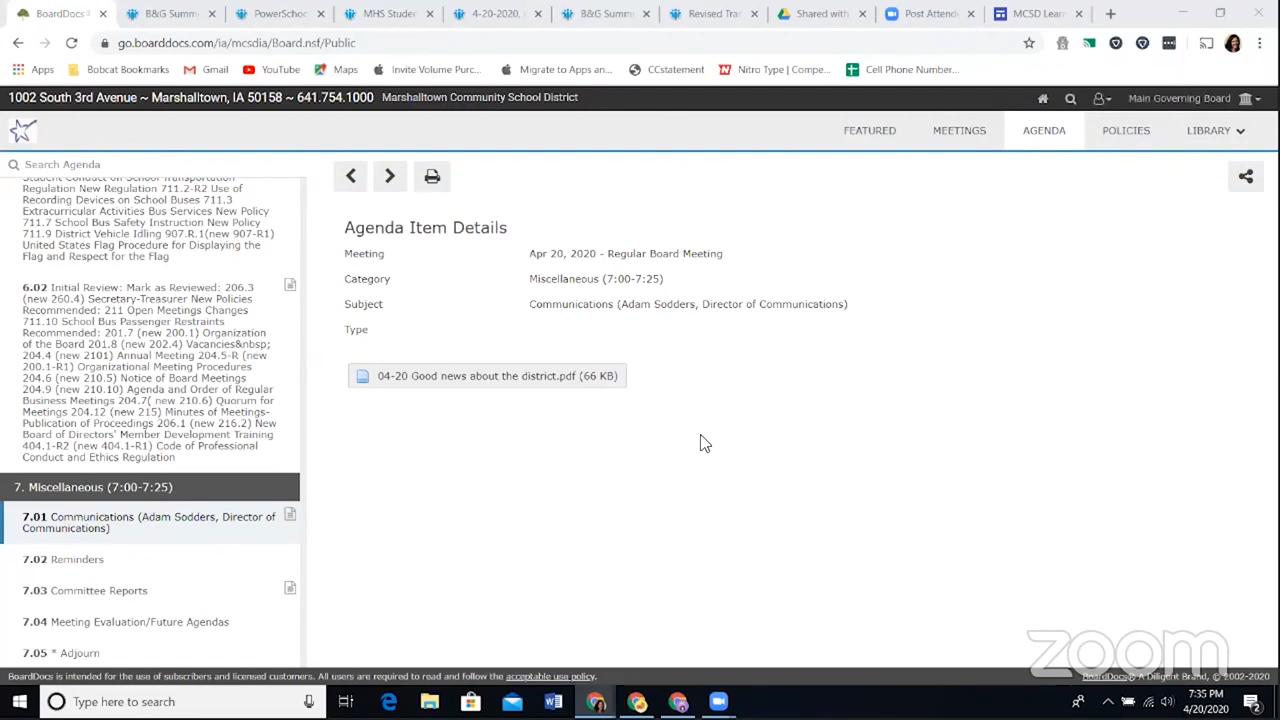 BoardDocs
B&G Summ
PowerSchoo
MHS Studen
4-20-2020, 
B&G Summ
Revised Tra
Shared with
Post Attend
MCSD Lear
go.boarddocs.com/ia/mcsdia/Board.nsf/Public
Apps
Bobcat Bookmarks
Gmail
YouTube
Maps
Invite Volume Purc...
Migrate to Apps an...
CCstatement
Nitro Type | Compe...
Cell Phone Number...
1002 South 3rd Avenue ~ Marshalltown, IA 50158 ~ 641.754.1000 Marshalltown Community School District
Main Governing Board
FEATURED
MEETINGS
AGENDA
POLICIES
LIBRARY
Search Agenda
Student Conduct on School Transportation
Regulation New Regulation 711.2-R2 Use of
Recording Devices on School Buses 711.3
Extracurricular Activities Bus Services New Policy
711.7 School Bus Safety Instruction New Policy
711.9 District Vehicle Idling 907.R.1(new 907-R1)
United States Flag Procedure for Displaying the
Flag and Respect for the Flag
6.02 Initial Review: Mark as Reviewed: 206.3
(new 260.4) Secretary-Treasurer New Policies
Recommended: 211 Open Meetings Changes
711.10 School Bus Passenger Restraints
Recommended: 201.7 (new 200.1) Organization
of the Board 201.8 (new 202.4) Vacancies&nbsp;
204.4 (new 2101) Annual Meeting 204.5-R (new
200.1-R1) Organizational Meeting Procedures
204.6 (new 210.5) Notice of Board Meetings
204.9 (new 210.10) Agenda and Order of Regular
Business Meetings 204.7( new 210.6) Quorum for
Meetings 204.12 (new 215) Minutes of Meetings-
Publication of Proceedings 206.1 (new 216.2) New
Board of Directors' Member Development Training
404.1-R2 (new 404.1-R1) Code of Professional
Conduct and Ethics Regulation
7. Miscellaneous (7:00-7:25)
7.01 Communications (Adam Sodders, Director of
Communications)
7.02 Reminders
7.03 Committee Reports
7.04 Meeting Evaluation/Future Agendas
7.05 * Adjourn
Agenda Item Details
Meeting Apr 20, 2020 - Regular Board Meeting
Category Miscellaneous (7:00-7:25)
Subject Communications (Adam Sodders, Director of Communications)
Type
04-20 Good news about the district.pdf (66 KB)
zoom
BoardDocs is intended for the use of subscribers and licensed customers. All users are required to read and follow the acceptable use policy.
BoardDocs® A Diligent Brand, © 2002-2020
Type here to search
7:35 PM
4/20/2020
2